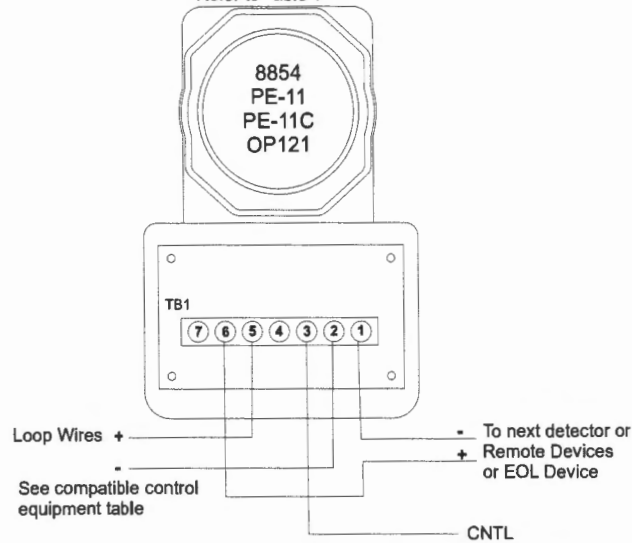 8854
PE-11
PE-11C
OP121
TB1
7 6 5 4 3 2 1
Loop Wires +
-
See compatible control
equipment table
- To next detector or
+ Remote Devices
or EOL Device
CNTL